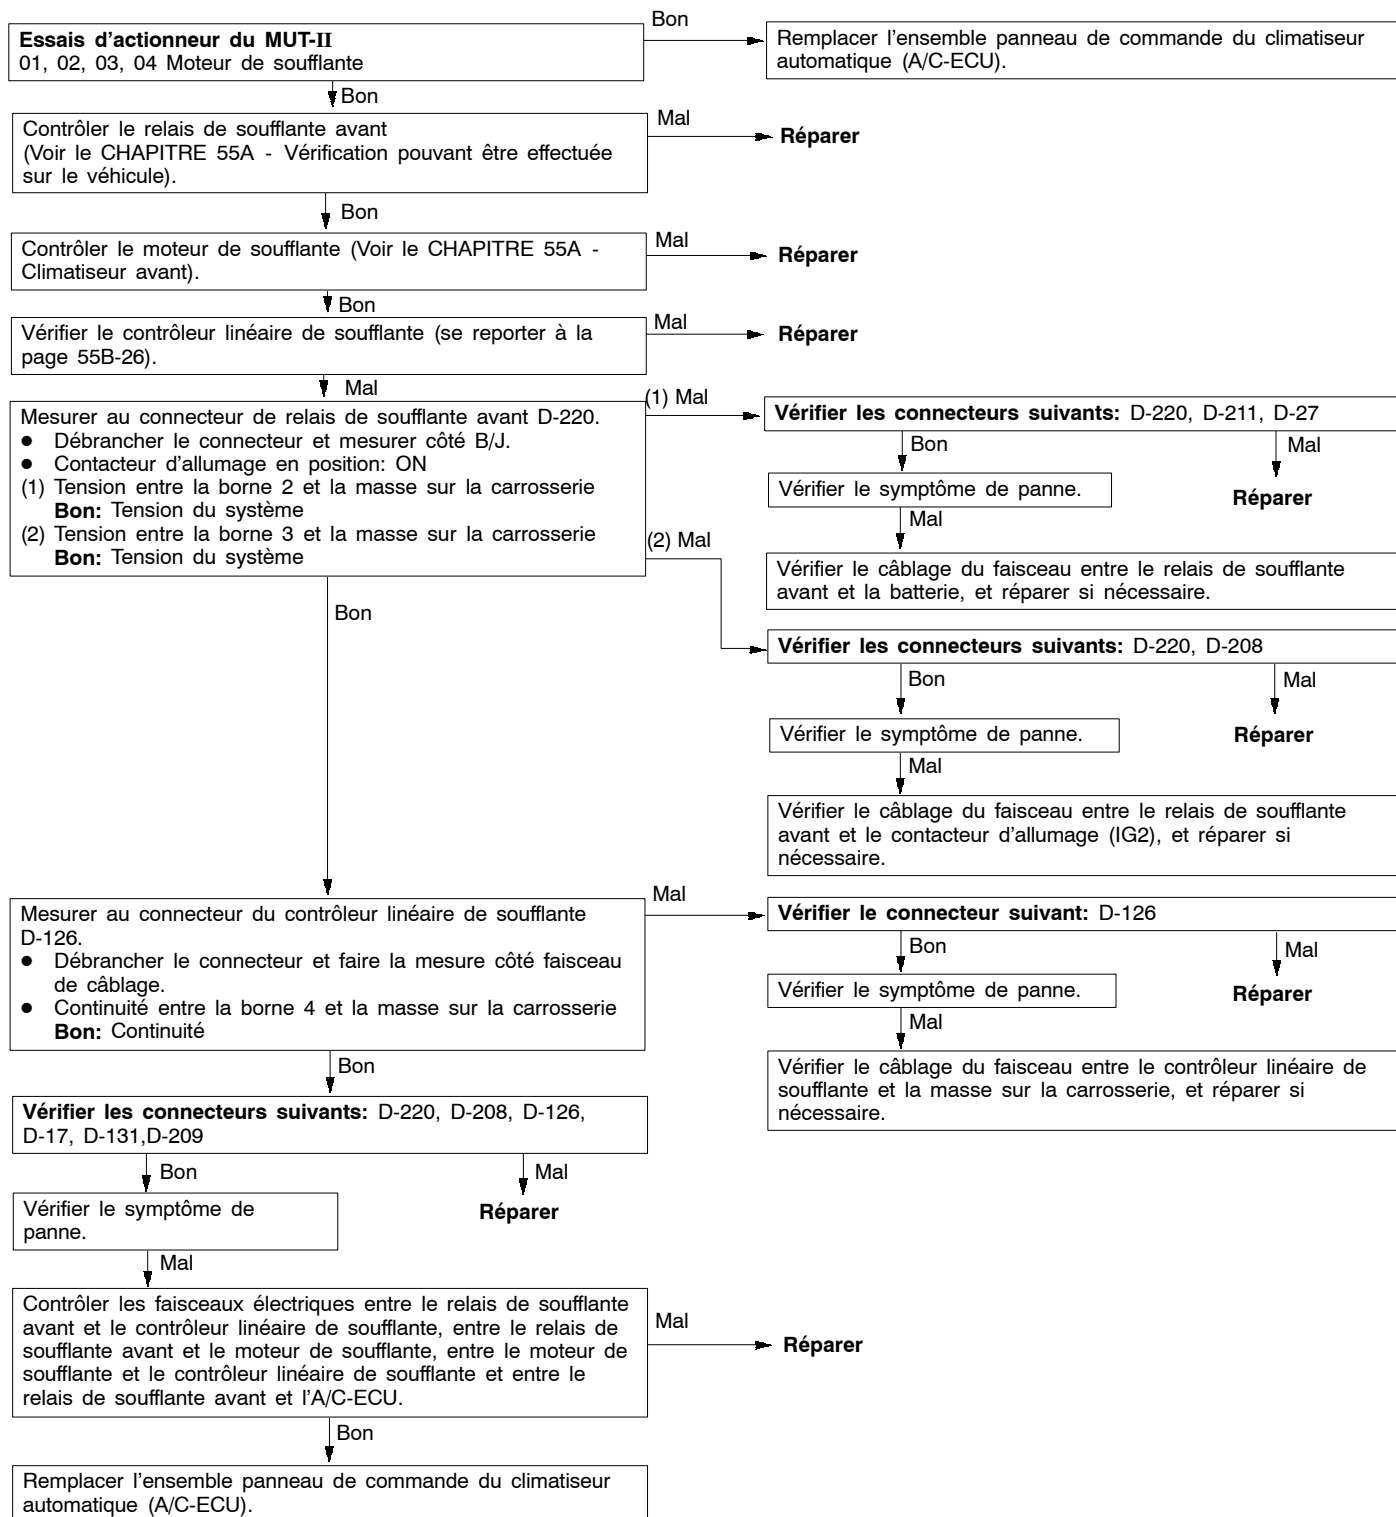 Essais d'actionneur du MUT-II
01, 02, 03, 04 Moteur de soufflante
Bon
Remplacer l'ensemble panneau de commande du climatiseur
automatique (A/C-ECU).
Bon
Contrôler le relais de soufflante avant
(Voir le CHAPITRE 55A - Vérification pouvant être effectuée
sur le véhicule).
Mal
Réparer
Bon
Contrôler le moteur de soufflante (Voir le CHAPITRE 55A -
Climatiseur avant).
Mal
Réparer
Bon
Vérifier le contrôleur linéaire de soufflante (se reporter à la
page 55B-26).
Mal
Réparer
Mal
Mesurer au connecteur de relais de soufflante avant D-220.
● Débrancher le connecteur et mesurer côté B/J.
● Contacteur d'allumage en position: ON
(1) Tension entre la borne 2 et la masse sur la carrosserie
Bon: Tension du système
(2) Tension entre la borne 3 et la masse sur la carrosserie
Bon: Tension du système
(1) Mal
Vérifier les connecteurs suivants: D-220, D-211, D-27
Bon
Mal
Vérifier le symptôme de panne.
Réparer
Mal
Vérifier le câblage du faisceau entre le relais de soufflante
avant et la batterie, et réparer si nécessaire.
(2) Mal
Vérifier les connecteurs suivants: D-220, D-208
Bon
Mal
Vérifier le symptôme de panne.
Réparer
Mal
Vérifier le câblage du faisceau entre le relais de soufflante
avant et le contacteur d'allumage (IG2), et réparer si
nécessaire.
Bon
Mesurer au connecteur du contrôleur linéaire de soufflante
D-126.
● Débrancher le connecteur et faire la mesure côté faisceau
de câblage.
● Continuité entre la borne 4 et la masse sur la carrosserie
Bon: Continuité
Mal
Vérifier le connecteur suivant: D-126
Bon
Mal
Vérifier le symptôme de panne.
Réparer
Mal
Vérifier le câblage du faisceau entre le contrôleur linéaire de
soufflante et la masse sur la carrosserie, et réparer si
nécessaire.
Bon
Vérifier les connecteurs suivants: D-220, D-208, D-126,
D-17, D-131,D-209
Bon
Mal
Vérifier le symptôme de
panne.
Réparer
Mal
Contrôler les faisceaux électriques entre le relais de soufflante
avant et le contrôleur linéaire de soufflante, entre le relais de
soufflante avant et le moteur de soufflante, entre le moteur de
soufflante et le contrôleur linéaire de soufflante et entre le
relais de soufflante avant et l'A/C-ECU.
Mal
Réparer
Bon
Remplacer l'ensemble panneau de commande du climatiseur
automatique (A/C-ECU).